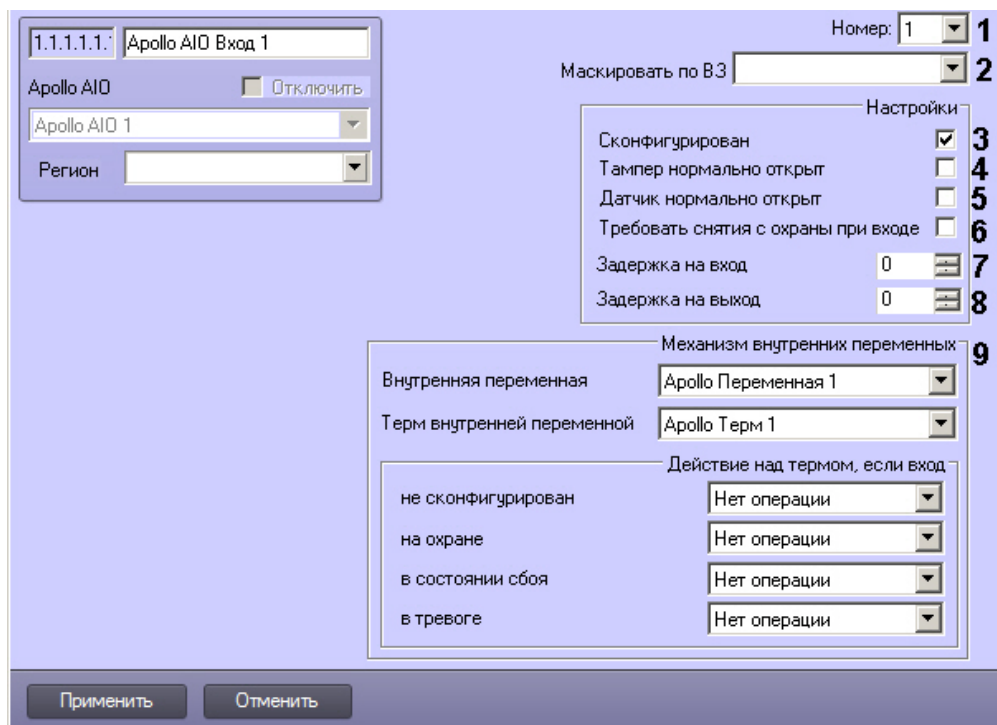 1.1.1.1.1.
Apollo AIO Вход 1
Apollo AIO
Отключить
Apollo AIO 1
Регион
Номер: 1
1
Маскировать по ВЗ
2
Настройки
Сконфигурирован
3
Тампер нормально открыт
4
Датчик нормально открыт
5
Требовать снятия с охраны при входе
6
Задержка на вход 0
7
Задержка на выход 0
8
Механизм внутренних переменных
9
Внутренняя переменная Apollo Переменная 1
Терм внутренней переменной Apollo Терм 1
Действие над термом, если вход
не сконфигурирован Нет операции
на охране Нет операции
в состоянии сбоя Нет операции
в тревоге Нет операции
Применить
Отменить